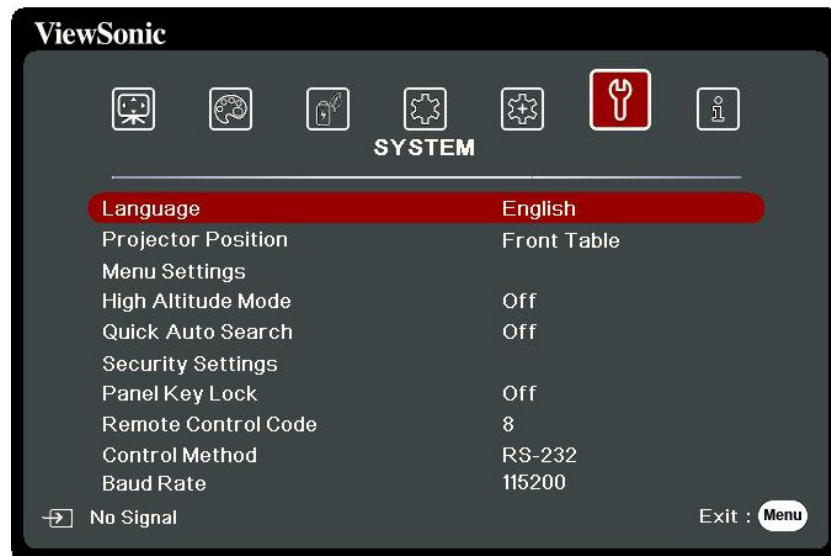 ViewSonic
SYSTEM
Language English
Projector Position Front Table
Menu Settings
High Altitude Mode Off
Quick Auto Search Off
Security Settings
Panel Key Lock Off
Remote Control Code 8
Control Method RS-232
Baud Rate 115200
No Signal Exit : Menu